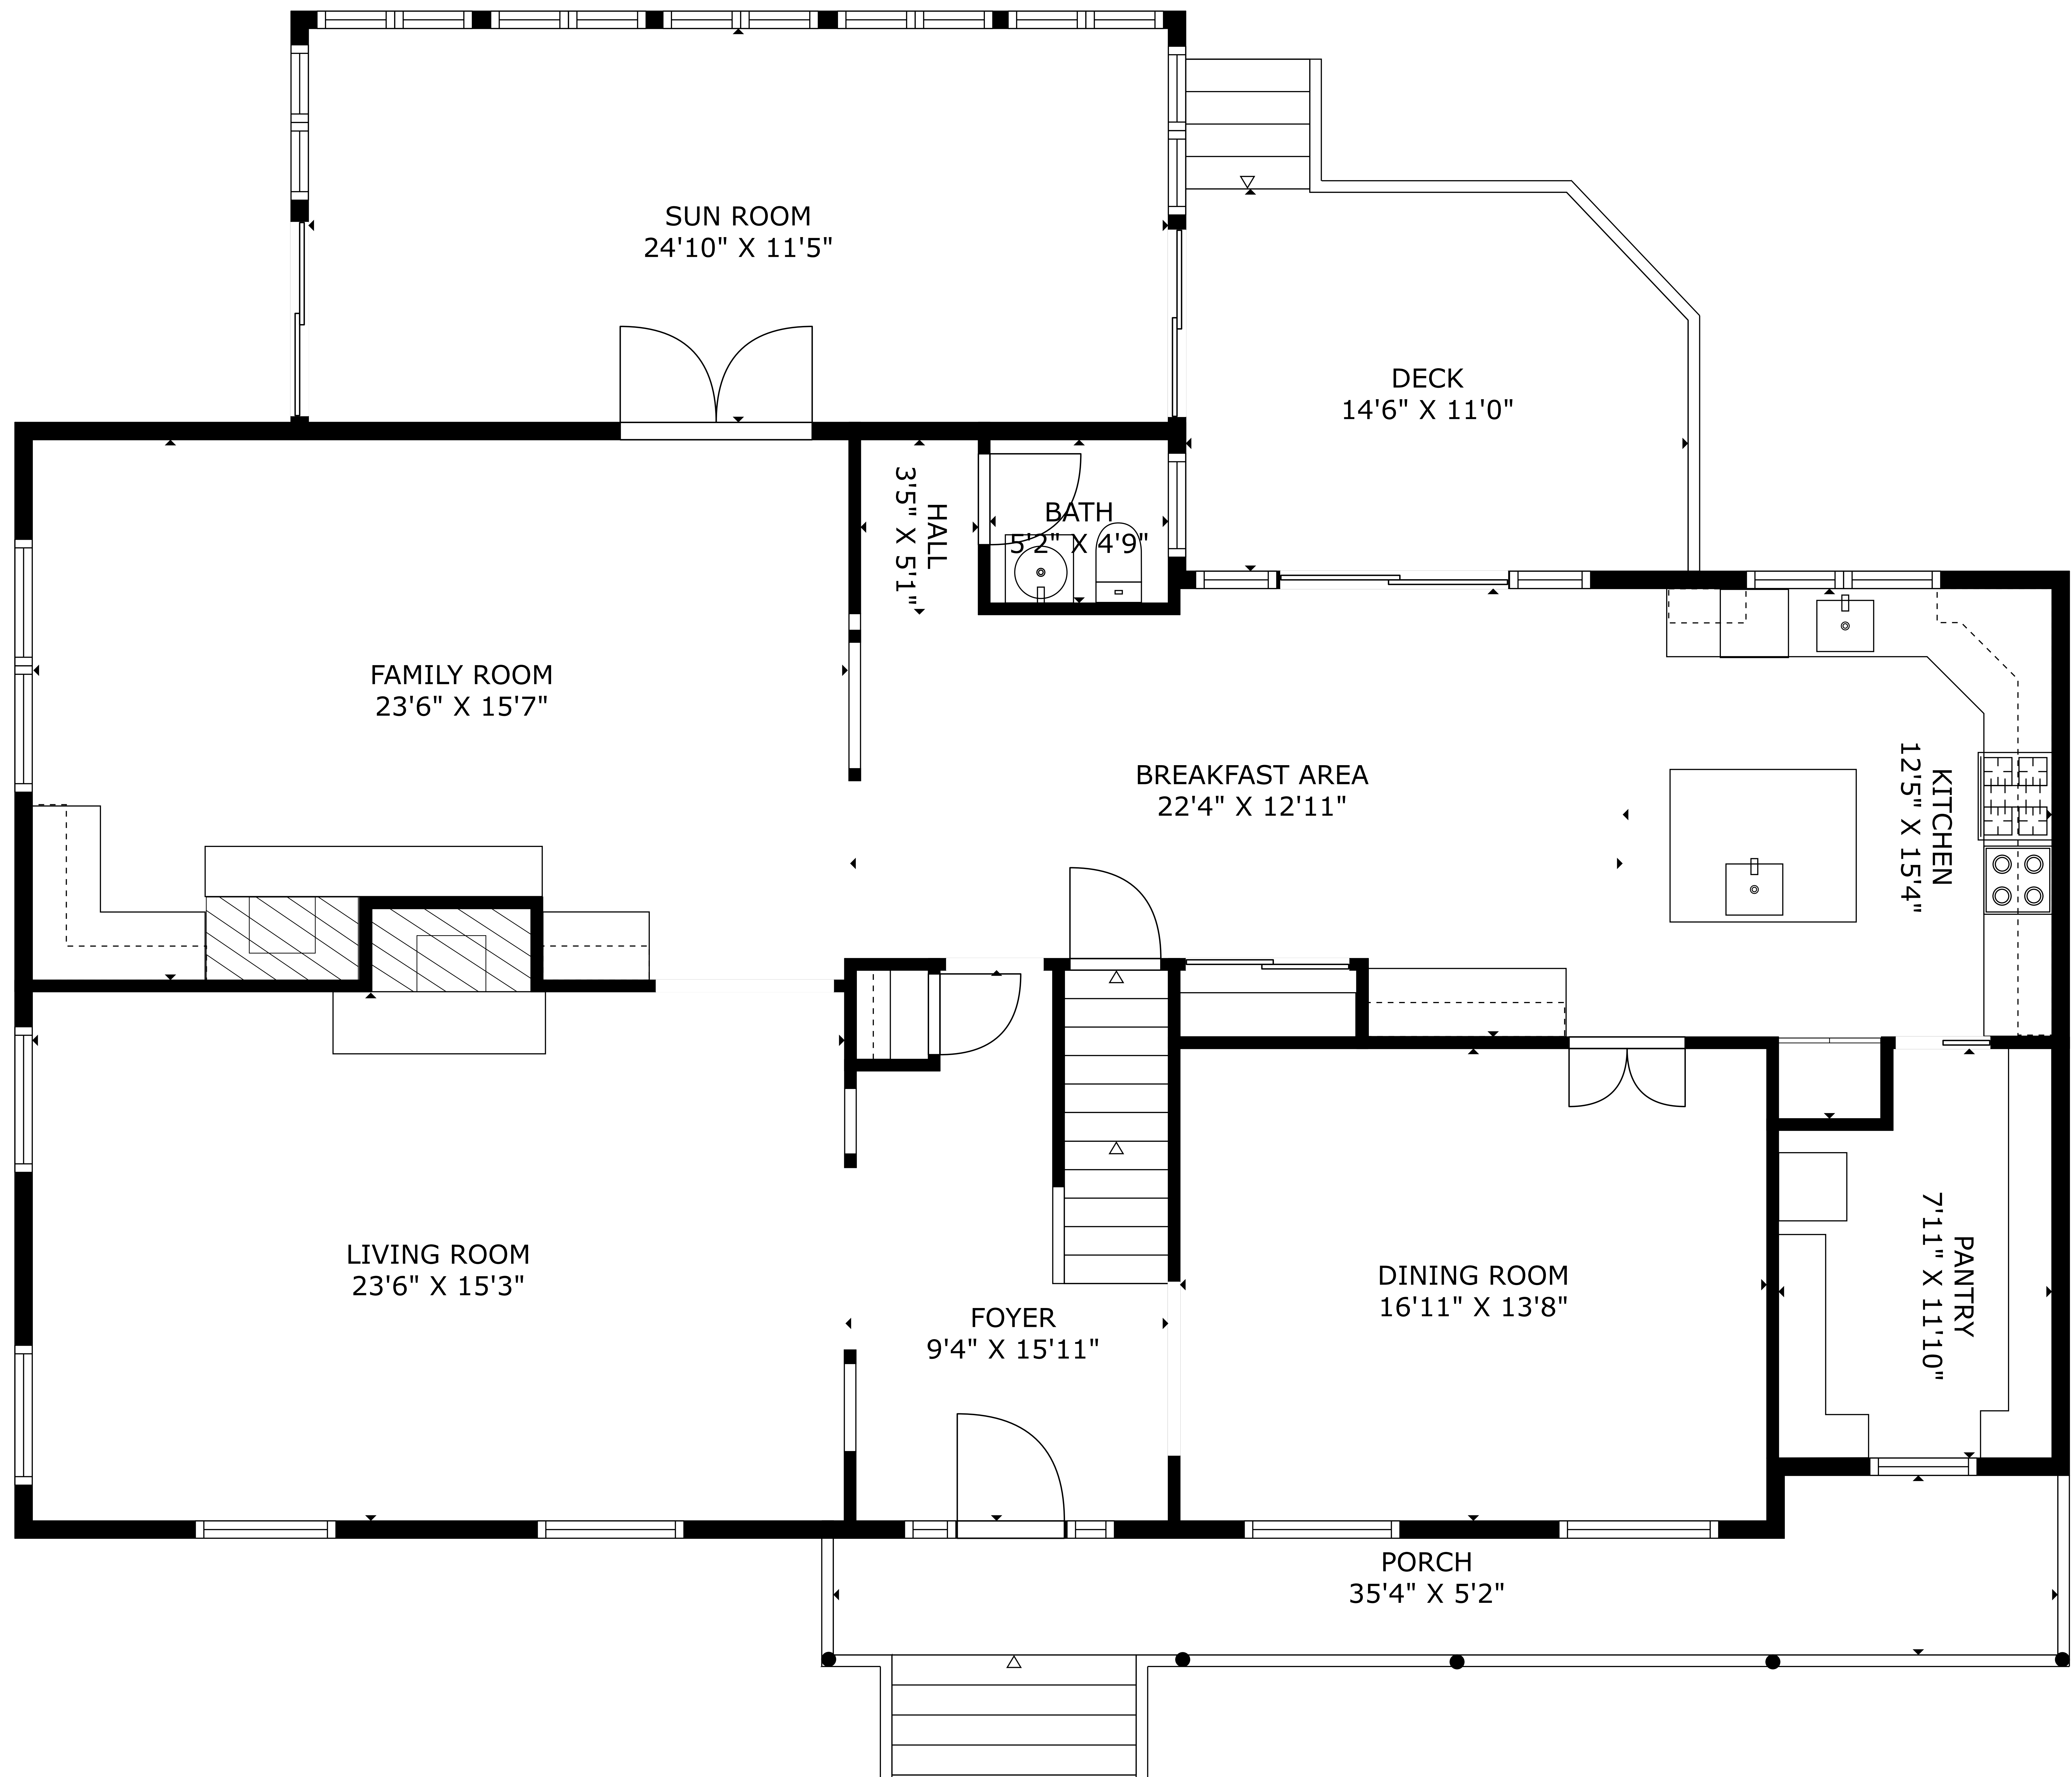 SUN ROOM
24'10" X 11'5"
DECK
14'6" X 11'0"
HALL
3'5" X 5'1"
BATH
5'2" X 4'9"
FAMILY ROOM
23'6" X 15'7"
BREAKFAST AREA
22'4" X 12'11"
KITCHEN
12'5" X 15'4"
LIVING ROOM
23'6" X 15'3"
FOYER
9'4" X 15'11"
DINING ROOM
16'11" X 13'8"
PANTRY
7'11" X 11'10"
PORCH
35'4" X 5'2"